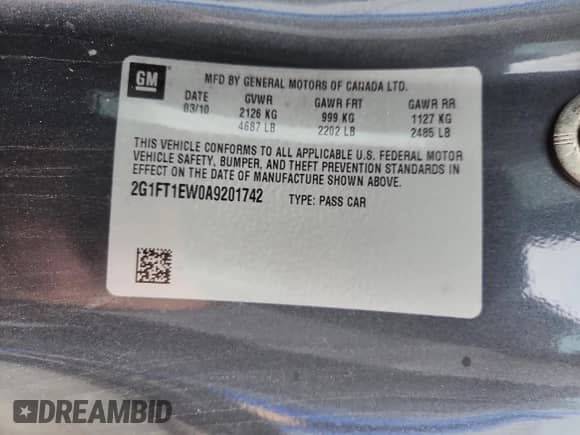 GM
MFD BY GENERAL MOTORS OF CANADA LTD.
DATE GVWR GAWR FRT GAWR RR
03/10 2126 KG 999 KG 1127 KG
4687 LB 2202 LB 2485 LB
THIS VEHICLE CONFORMS TO ALL APPLICABLE U.S. FEDERAL MOTOR
VEHICLE SAFETY, BUMPER, AND THEFT PREVENTION STANDARDS IN
EFFECT ON THE DATE OF MANUFACTURE SHOWN ABOVE.
2G1FT1EW0A9201742 TYPE: PASS CAR
DREAMBID